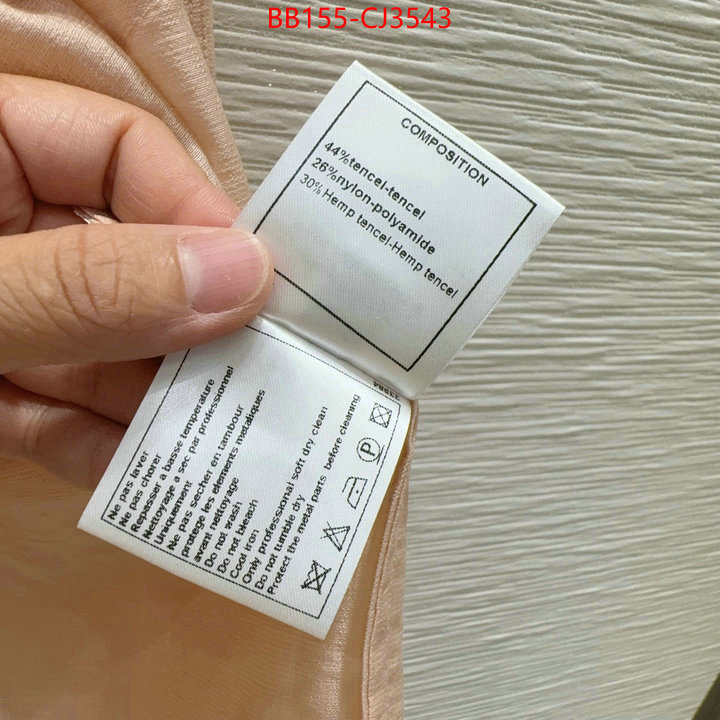 BB155-CJ3543
COMPOSITION
44%tencel-tencel
26%nylon-polyamide
30% Hemp tencel-Hemp tencel
Ne pas laver
Ne pas chorer
Repasser a basse temperature
Nettoyage a sec par professionnel
Uniquement
Ne pas Secher en tambour
protege les elements metaliques
avant nettoyage
Do not wash
Do not bleash
Cool iron
Only professional soft dry clean
Do not tumble dry
Protect the metal parts before cleaning
P